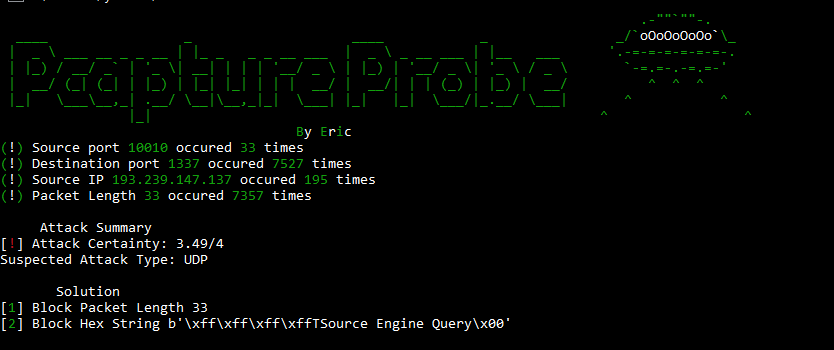 Pcapture Probe
oOoOoOoOo
By Eric
(!) Source port 10010 occured 33 times
(!) Destination port 1337 occured 7527 times
(!) Source IP 193.239.147.137 occured 195 times
(!) Packet Length 33 occured 7357 times
Attack Summary
[!] Attack Certainty: 3.49/4
Suspected Attack Type: UDP
Solution
[1] Block Packet Length 33
[2] Block Hex String b'\xff\xff\xff\xffTSource Engine Query\x00'